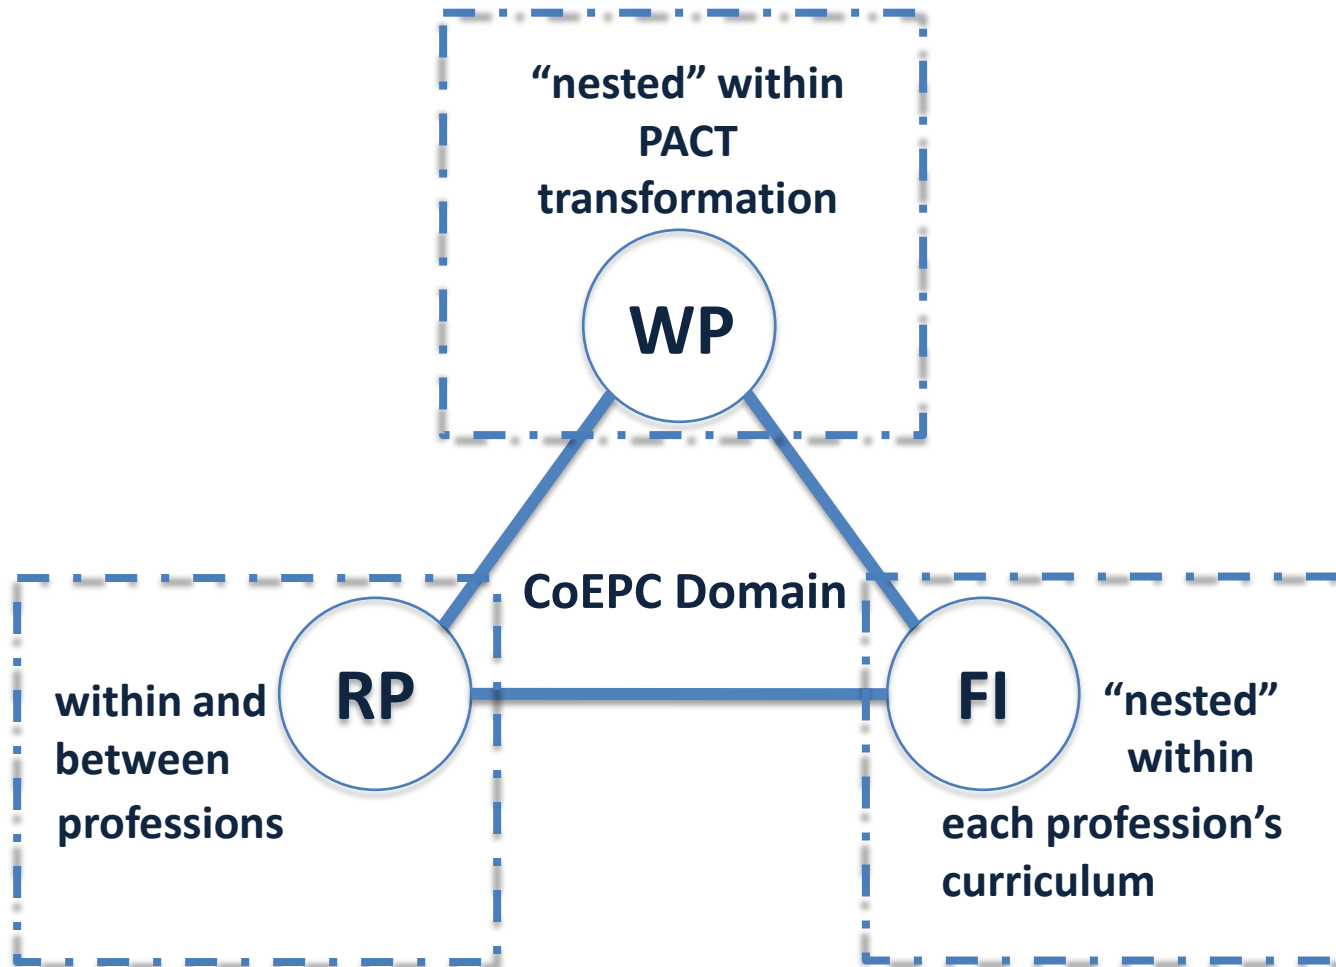 “nested” within
PACT
transformation
WP
CoEPC Domain
within and
between
professions
RP
FI
“nested”
within
each profession’s
curriculum